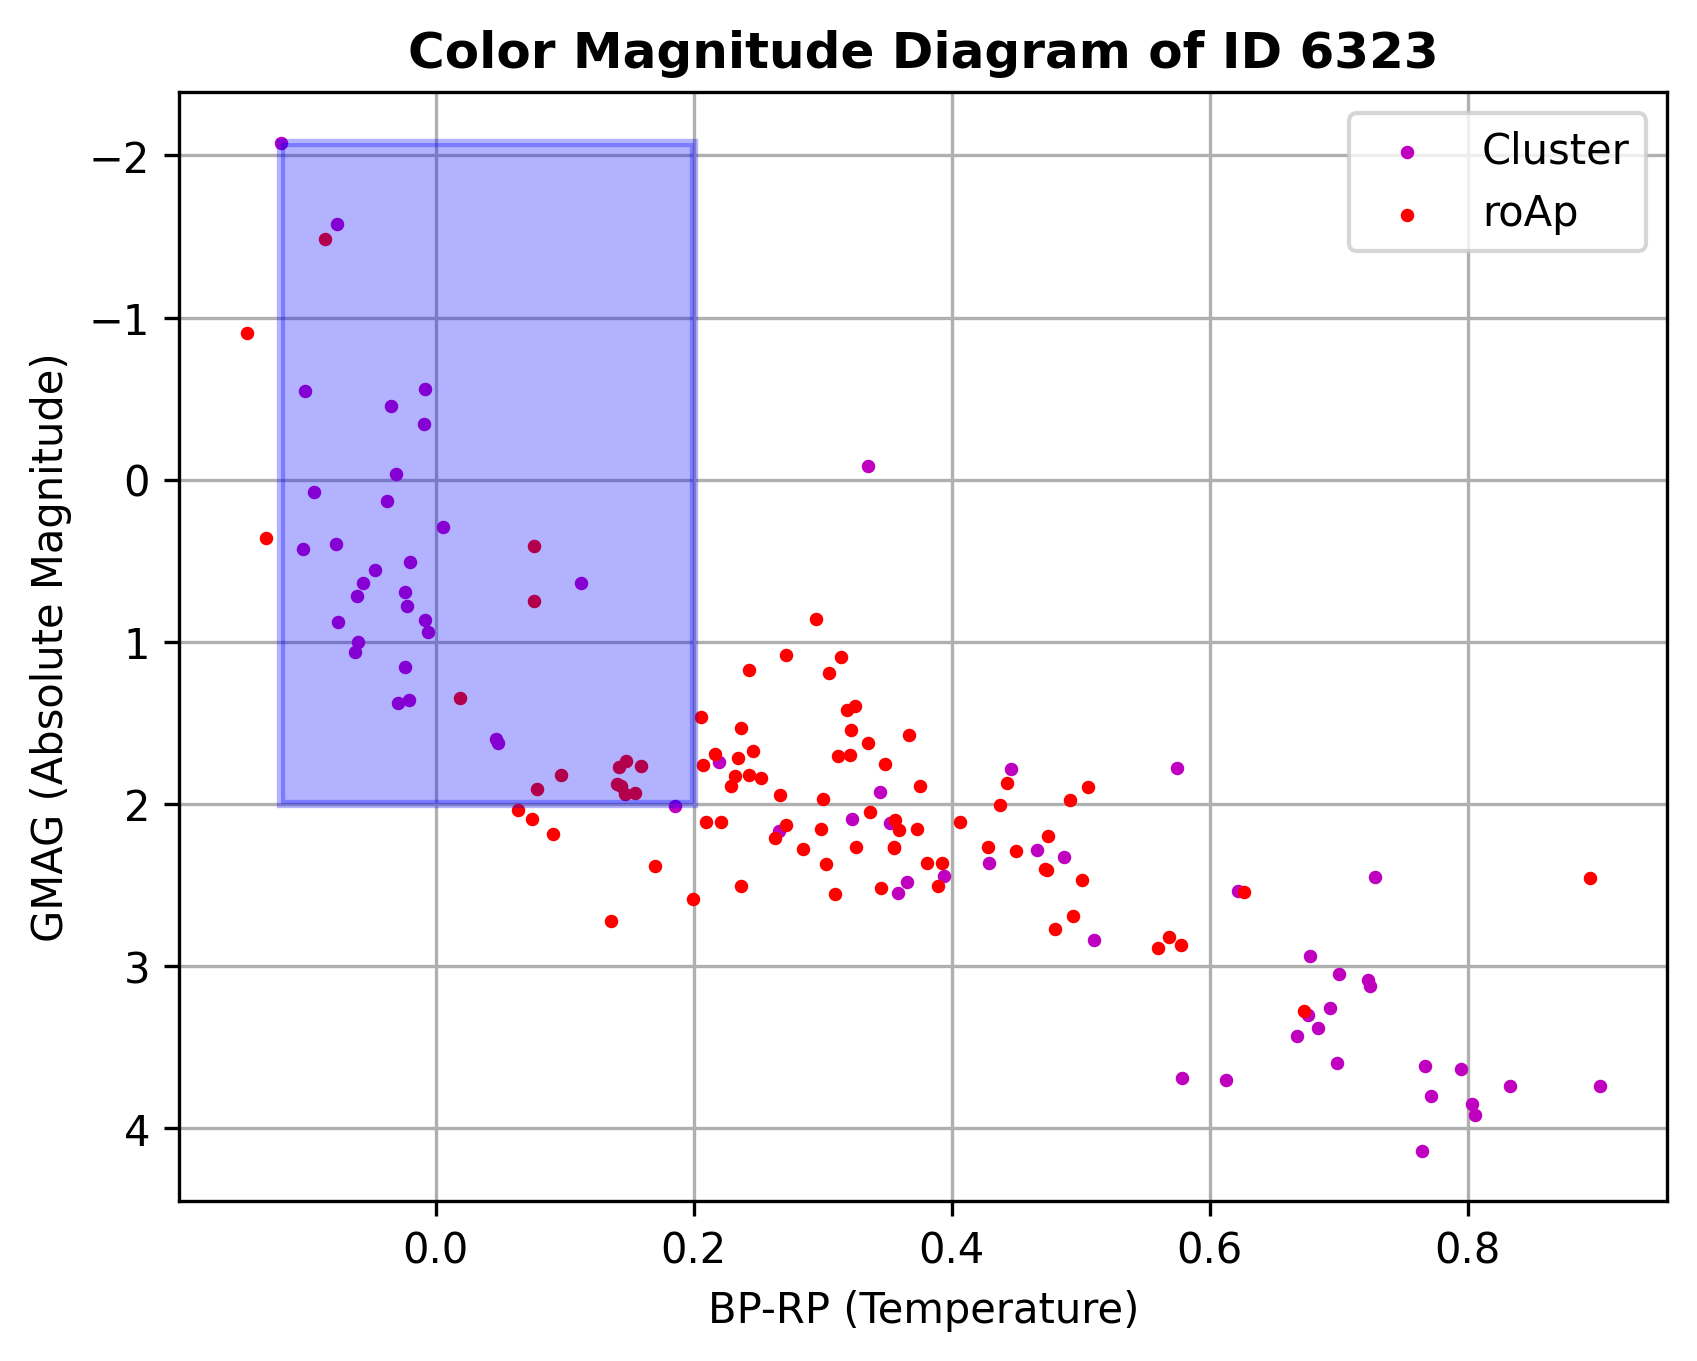 Color Magnitude Diagram of ID 6323
Cluster
roAp
GMAG (Absolute Magnitude)
−2
−1
0
1
2
3
4
0.0 0.2 0.4 0.6 0.8
BP-RP (Temperature)